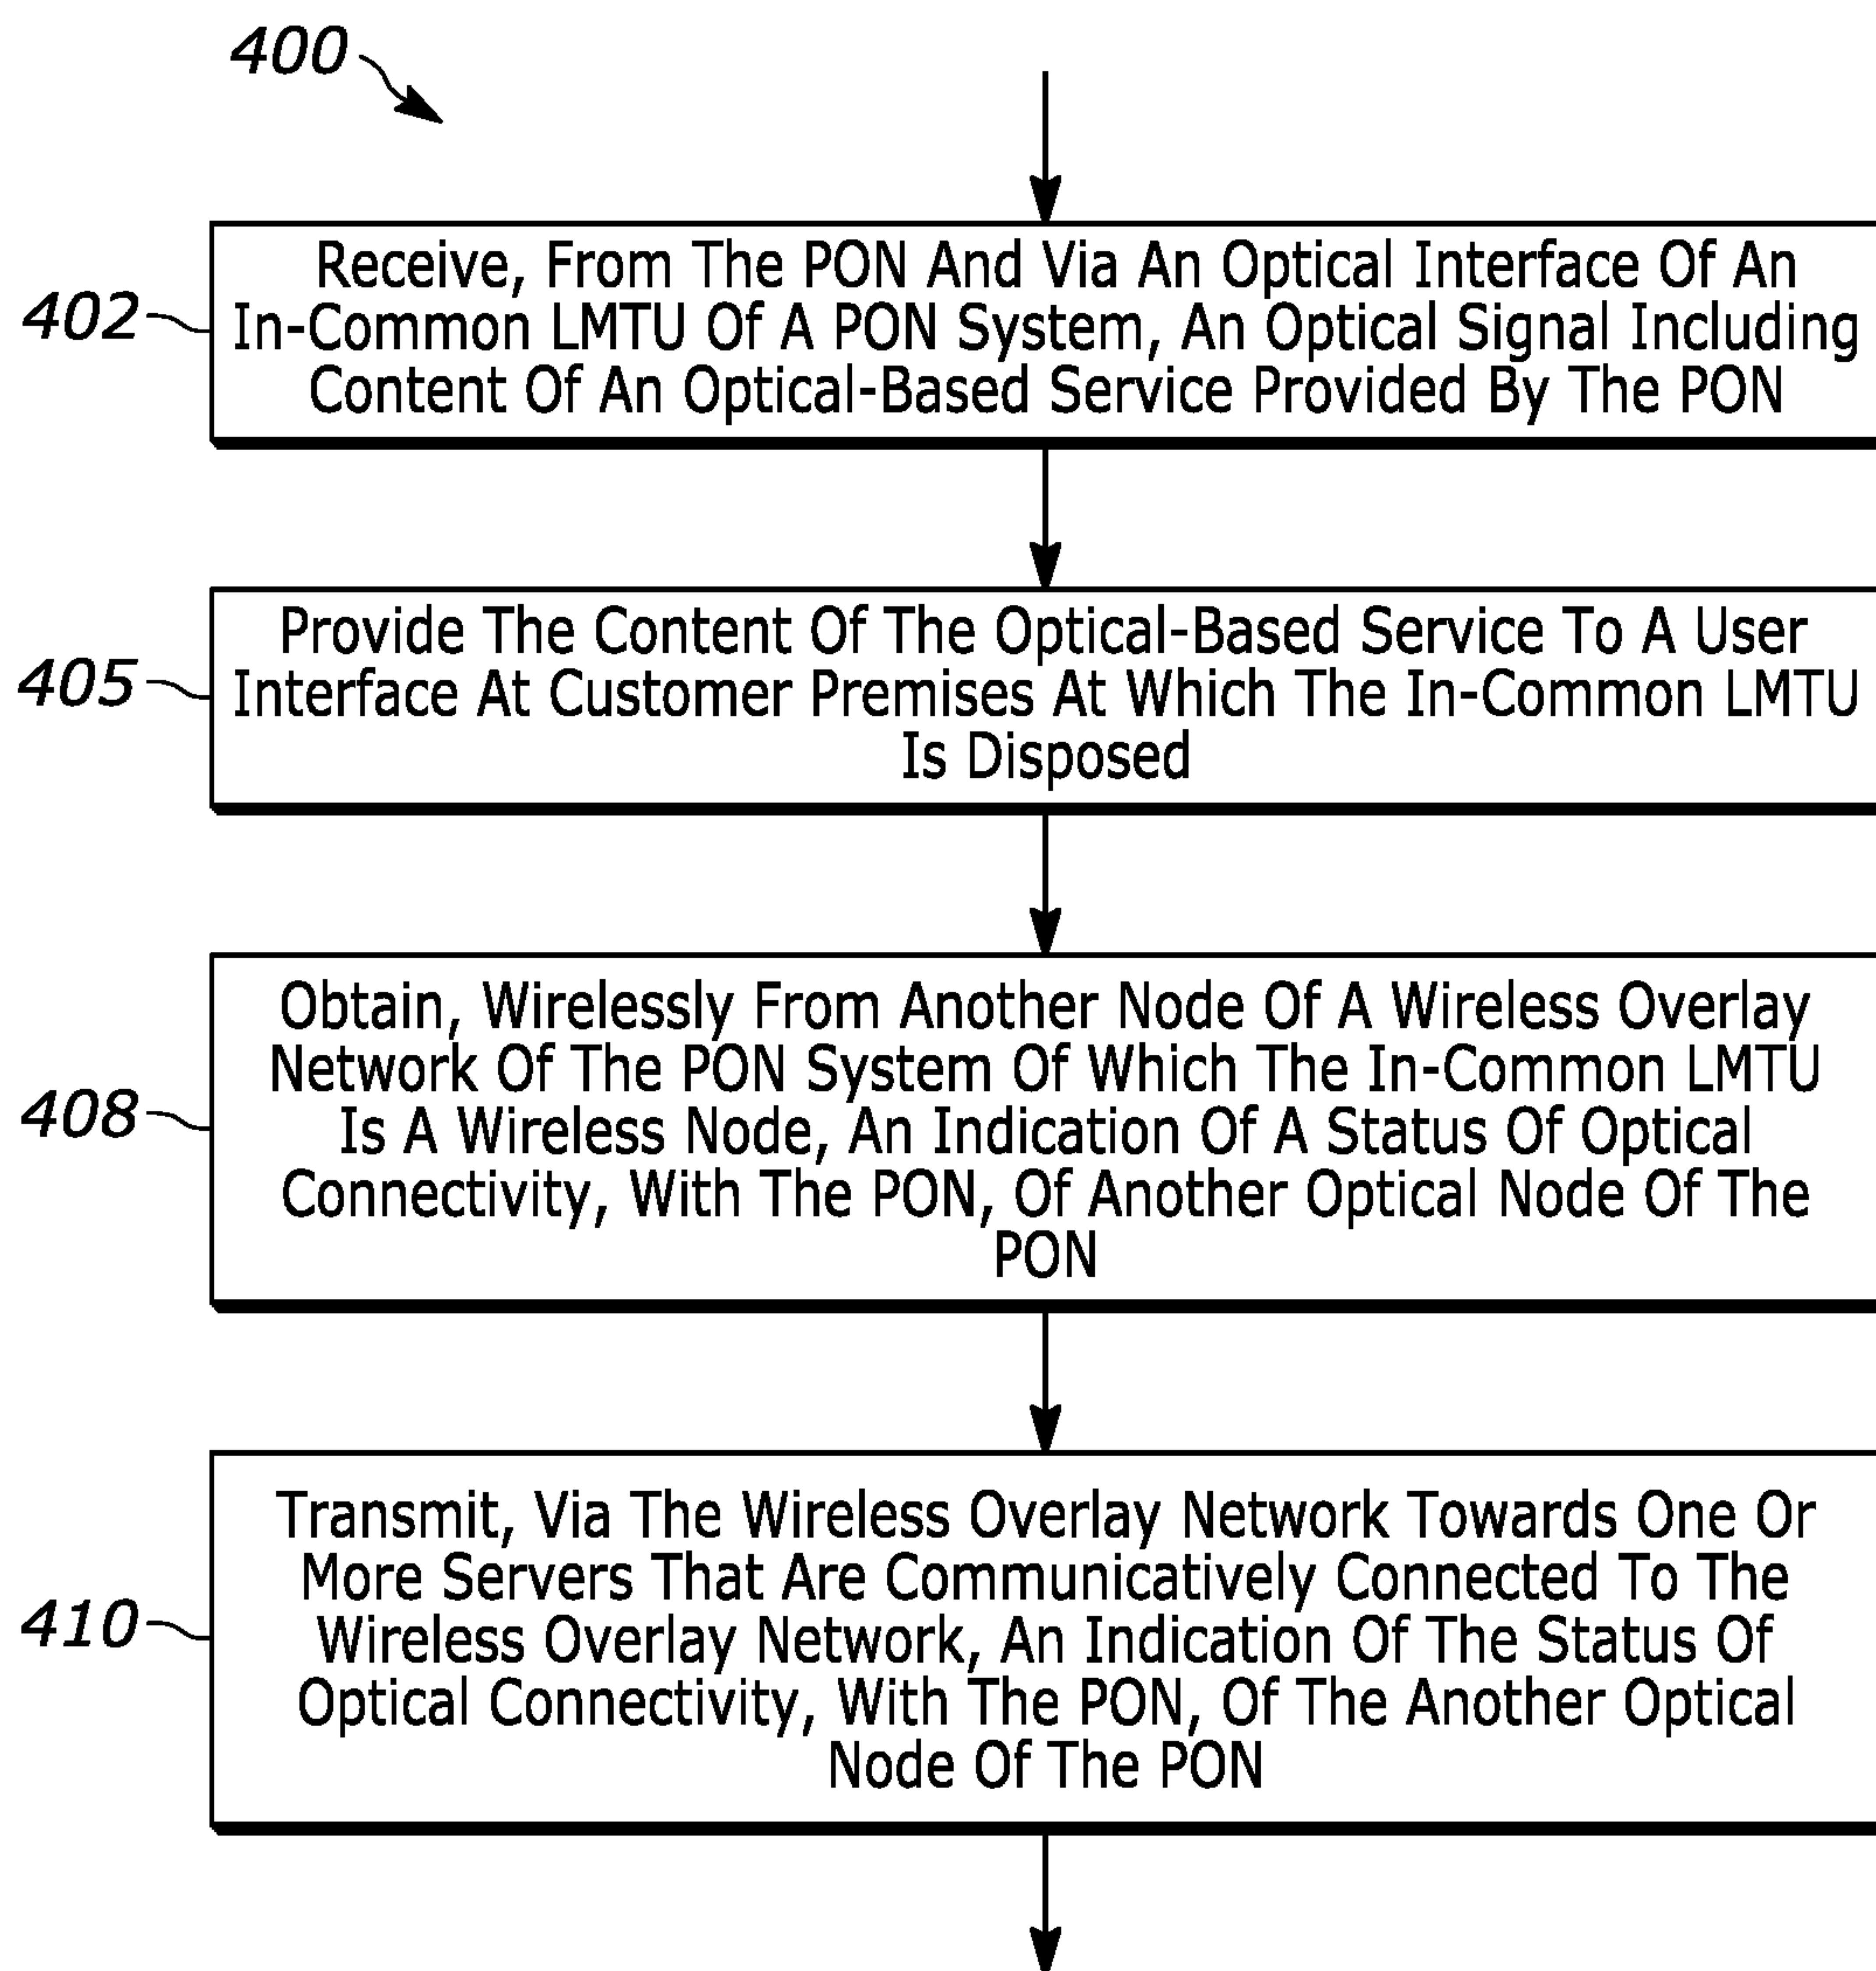 400
402
Receive, From The PON And Via An Optical Interface Of An
In-Common LMTU Of A PON System, An Optical Signal Including
Content Of An Optical-Based Service Provided By The PON
405
Provide The Content Of The Optical-Based Service To A User
Interface At Customer Premises At Which The In-Common LMTU
Is Disposed
408
Obtain, Wirelessly From Another Node Of A Wireless Overlay
Network Of The PON System Of Which The In-Common LMTU
Is A Wireless Node, An Indication Of A Status Of Optical
Connectivity, With The PON, Of Another Optical Node Of The
PON
410
Transmit, Via The Wireless Overlay Network Towards One Or
More Servers That Are Communicatively Connected To The
Wireless Overlay Network, An Indication Of The Status Of
Optical Connectivity, With The PON, Of The Another Optical
Node Of The PON